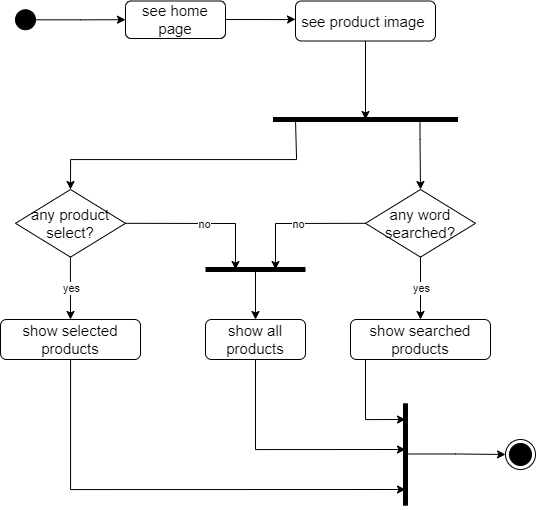 see home
page
see product image
any product
select?
no
no
any word
searched?
yes
yes
show selected
products
show all
products
show searched
products